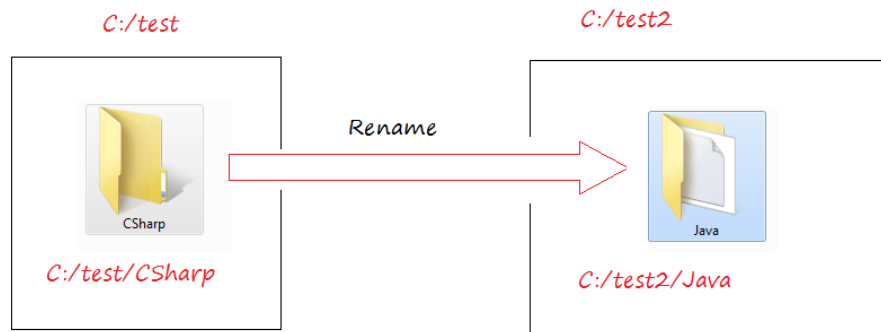 C:/test
C:/test2
Rename
CSharp
Java
C:/test/CSharp
C:/test2/Java